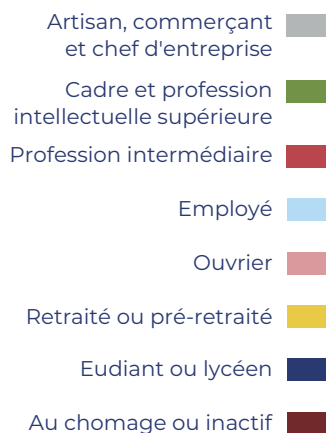 Artisan, commerçant
et chef d'entreprise
Cadre et profession
intellectuelle supérieure
Profession intermédiaire
Employé
Ouvrier
Retraité ou pré-retraité
Eudiant ou lycéen
Au chomage ou inactif